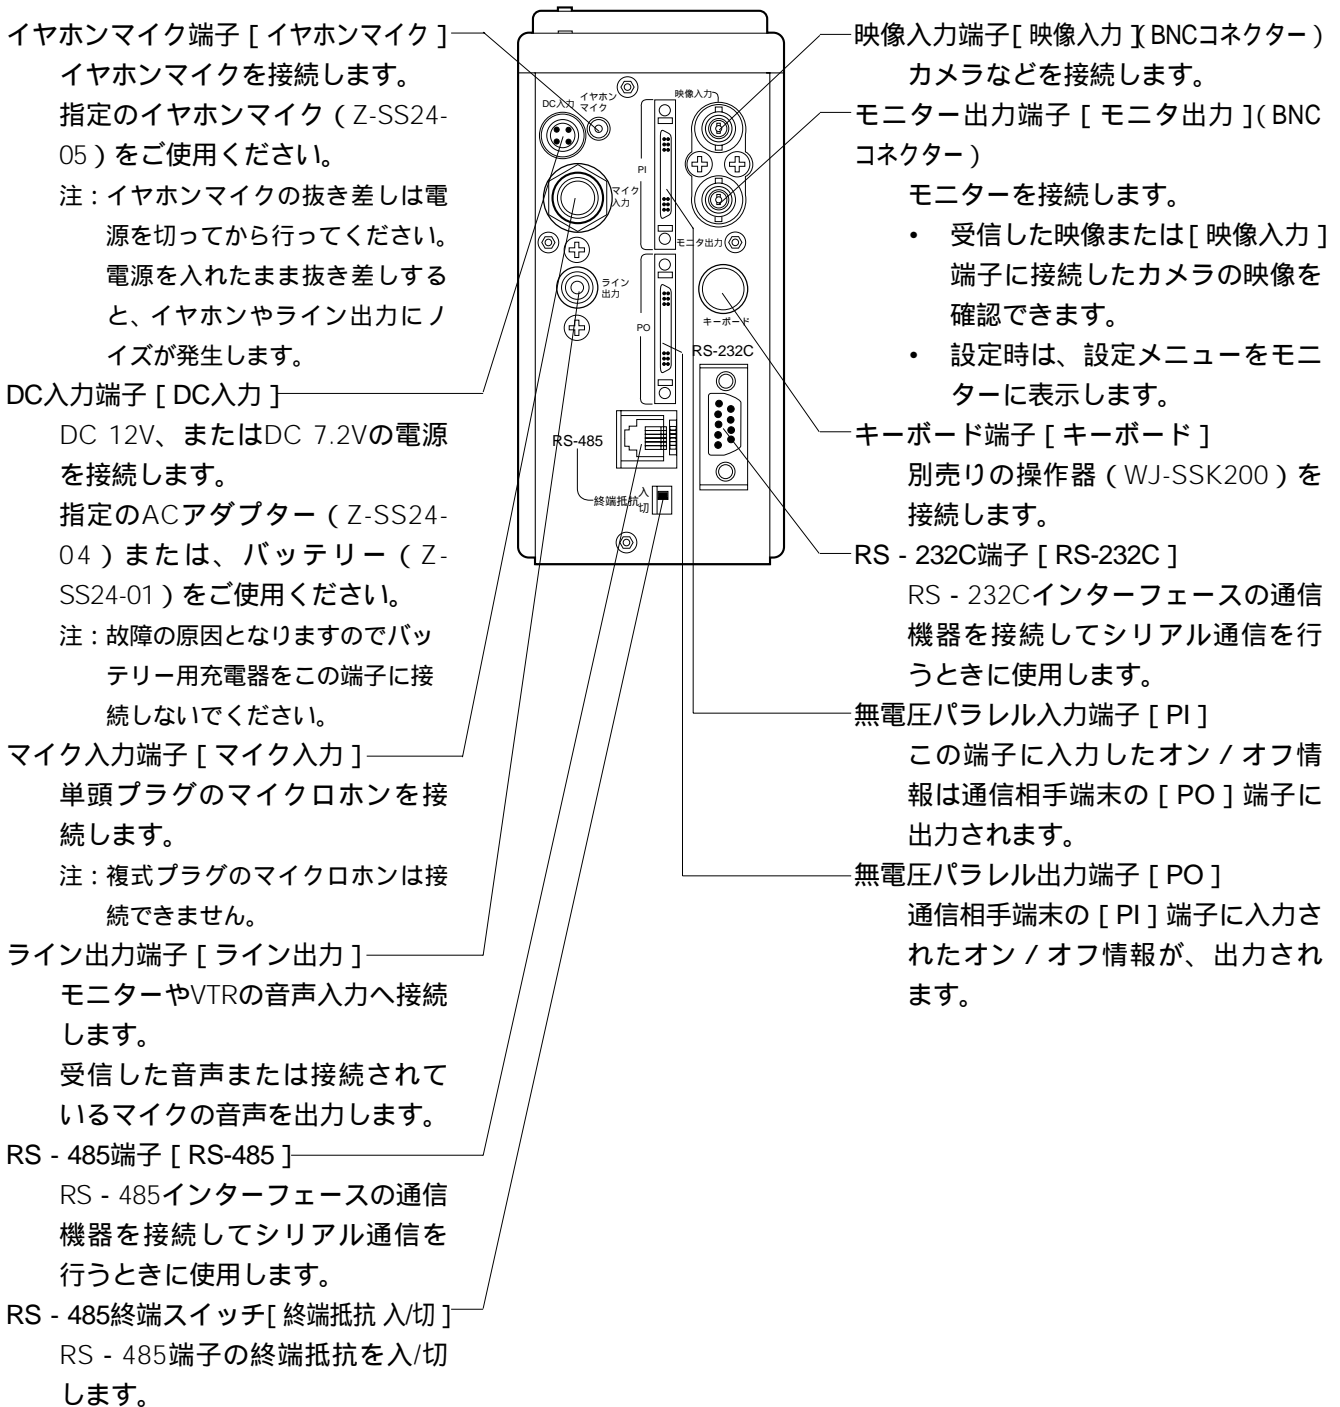 イヤホンマイク端子［イヤホンマイク］
イヤホンマイクを接続します。
指定のイヤホンマイク（Z-SS24-
05）をご使用ください。
注：イヤホンマイクの抜き差しは電
源を切ってから行ってください。
電源を入れたまま抜き差しする
と、イヤホンやライン出力にノ
イズが発生します。
DC入力端子［DC入力］
DC 12V、またはDC 7.2Vの電源
を接続します。
指定のACアダプター（Z-SS24-
04）または、バッテリー（Z-
SS24-01）をご使用ください。
注：故障の原因となりますのでバッ
テリー用充電器をこの端子に接
続しないでください。
マイク入力端子［マイク入力］
単頭プラグのマイクロホンを接
続します。
注：複式プラグのマイクロホンは接
続できません。
ライン出力端子［ライン出力］
モニターやVTRの音声入力へ接続
します。
受信した音声または接続されて
いるマイクの音声を出力します。
RS‐485端子［RS-485］
RS‐485インターフェースの通信
機器を接続してシリアル通信を
行うときに使用します。
RS‐485終端スイッチ［終端抵抗 入/切］
RS‐485端子の終端抵抗を入/切
します。
DC入力
イヤホン
マイク
映像入力
PI
マイク
入力
モニタ出力
ライン
出力
PO
キーボード
RS-232C
RS-485
終端抵抗
入
切
映像入力端子［映像入力］（BNCコネクター）
カメラなどを接続します。
モニター出力端子［モニタ出力］（BNC
コネクター）
モニターを接続します。
• 受信した映像または［映像入力］
端子に接続したカメラの映像を
確認できます。
• 設定時は、設定メニューをモニ
ターに表示します。
キーボード端子［キーボード］
別売りの操作器（WJ-SSK200）を
接続します。
RS‐232C端子［RS-232C］
RS‐232Cインターフェースの通信
機器を接続してシリアル通信を行
うときに使用します。
無電圧パラレル入力端子［PI］
この端子に入力したオン／オフ情
報は通信相手端末の［PO］端子に
出力されます。
無電圧パラレル出力端子［PO］
通信相手端末の［PI］端子に入力さ
れたオン／オフ情報が、出力され
ます。